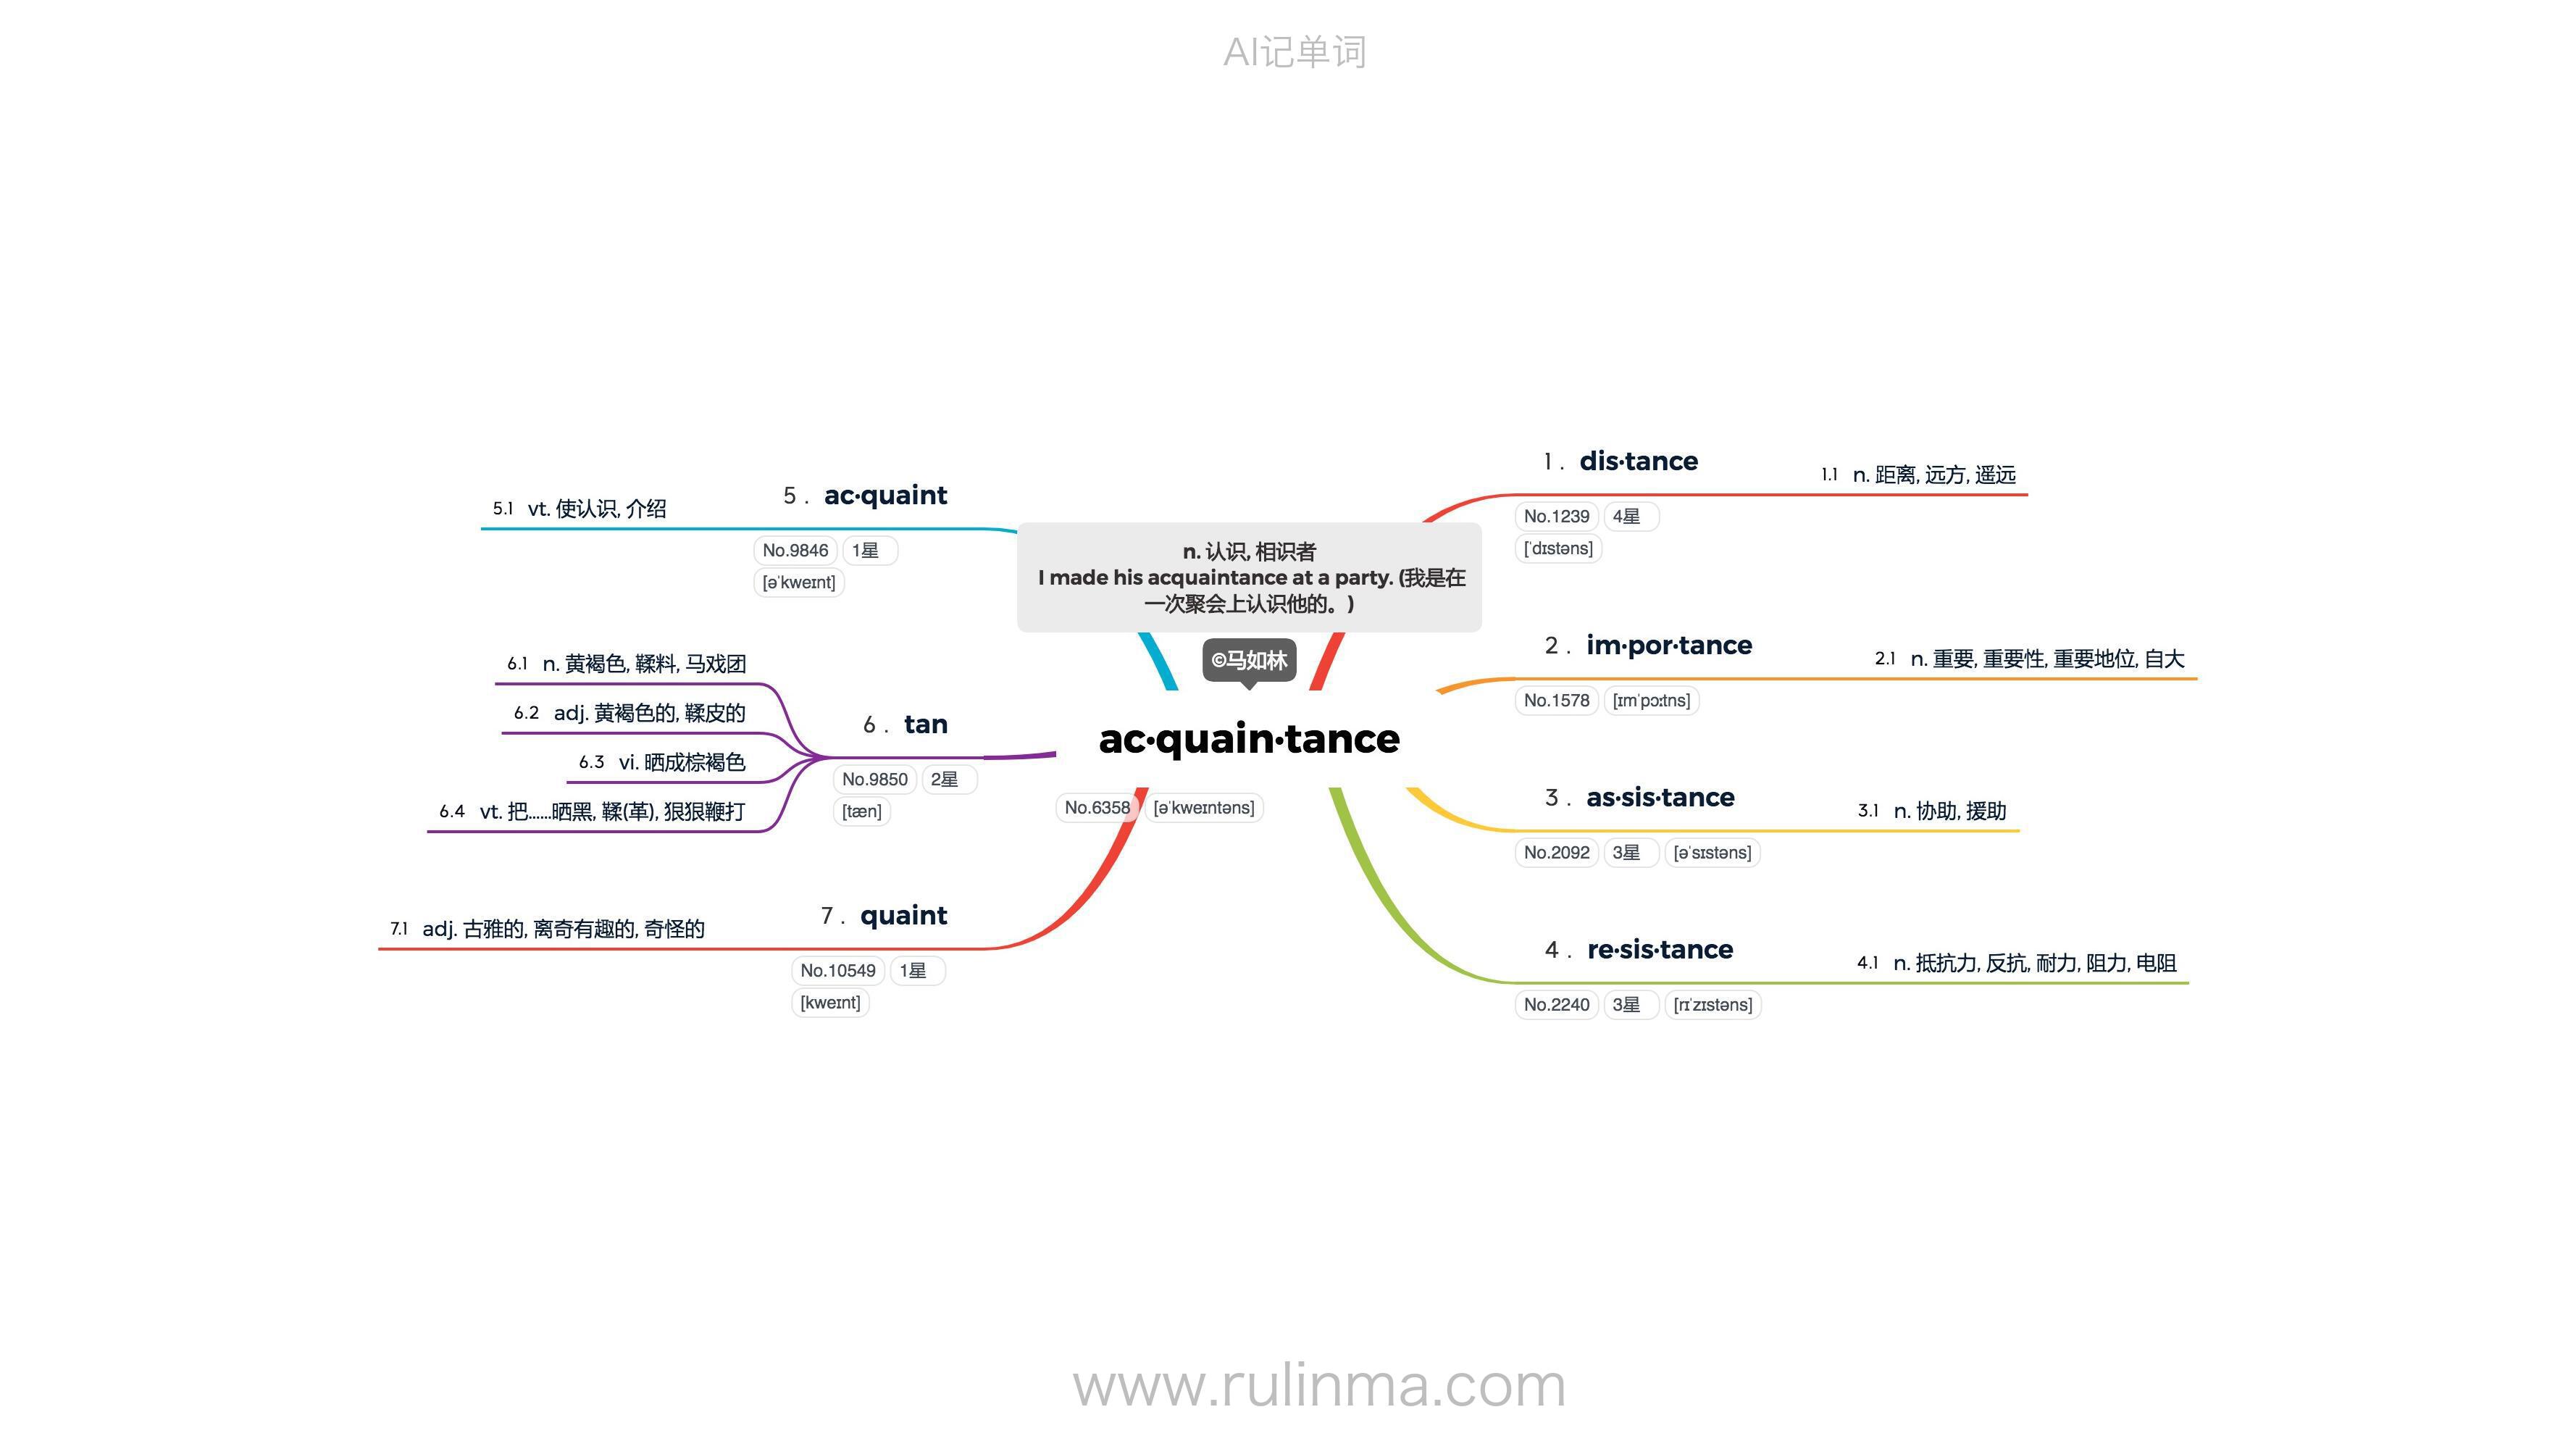 AI记单词
n. 认识, 相识者
I made his acquaintance at a party. (我是在
一次聚会上认识他的。)
©马如林
ac·quain·tance
No.6358 [əˈkweɪntəns]
1 . dis·tance
No.1239 4星
[ˈdɪstəns]
1.1 n. 距离, 远方, 遥远
2 . im·por·tance
No.1578 [ɪmˈpɔːtns]
2.1 n. 重要, 重要性, 重要地位, 自大
3 . as·sis·tance
No.2092 3星 [əˈsɪstəns]
3.1 n. 协助, 援助
4 . re·sis·tance
No.2240 3星 [rɪˈzɪstəns]
4.1 n. 抵抗力, 反抗, 耐力, 阻力, 电阻
5 . ac·quaint
No.9846 1星
[əˈkweɪnt]
5.1 vt. 使认识, 介绍
6 . tan
No.9850 2星
[tæn]
6.1 n. 黄褐色, 鞣料, 马戏团
6.2 adj. 黄褐色的, 鞣皮的
6.3 vi. 晒成棕褐色
6.4 vt. 把……晒黑, 鞣(革), 狠狠鞭打
7 . quaint
No.10549 1星
[kweɪnt]
7.1 adj. 古雅的, 离奇有趣的, 奇怪的
www.rulinma.com